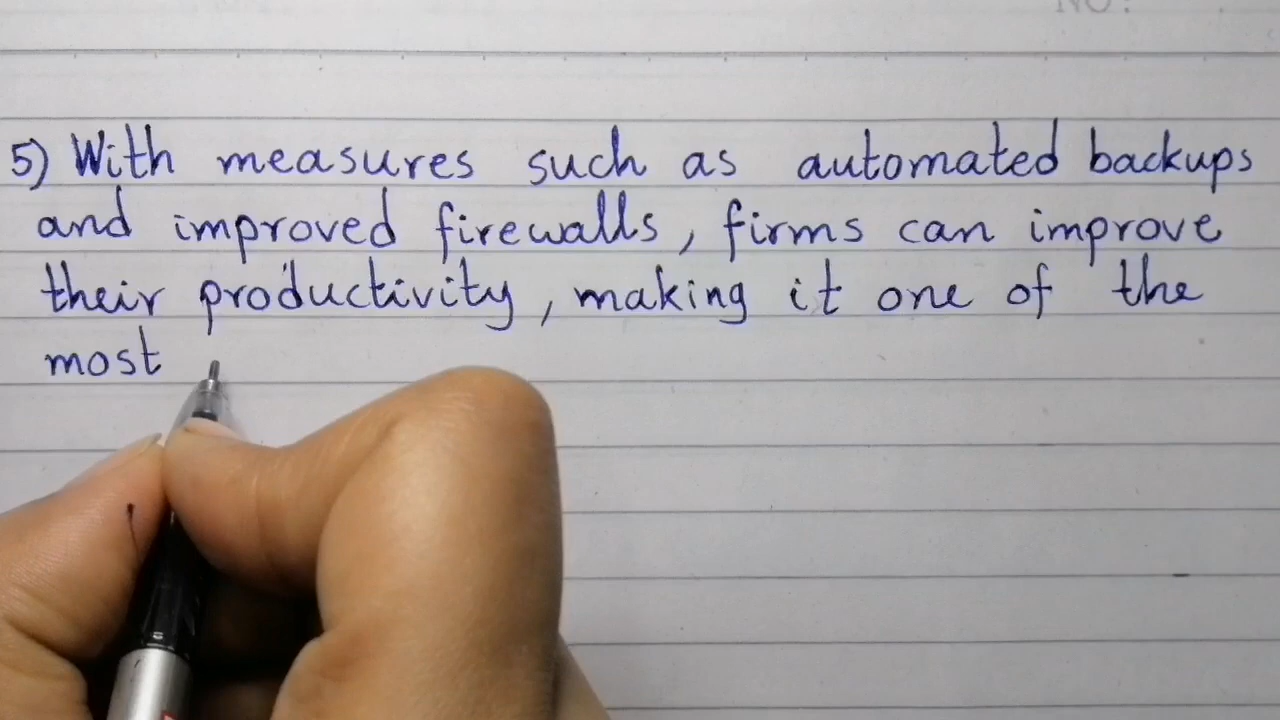 No:
5) With measures such as automated backups
and improved firewalls, firms can improve
their productivity, making it one of the
most